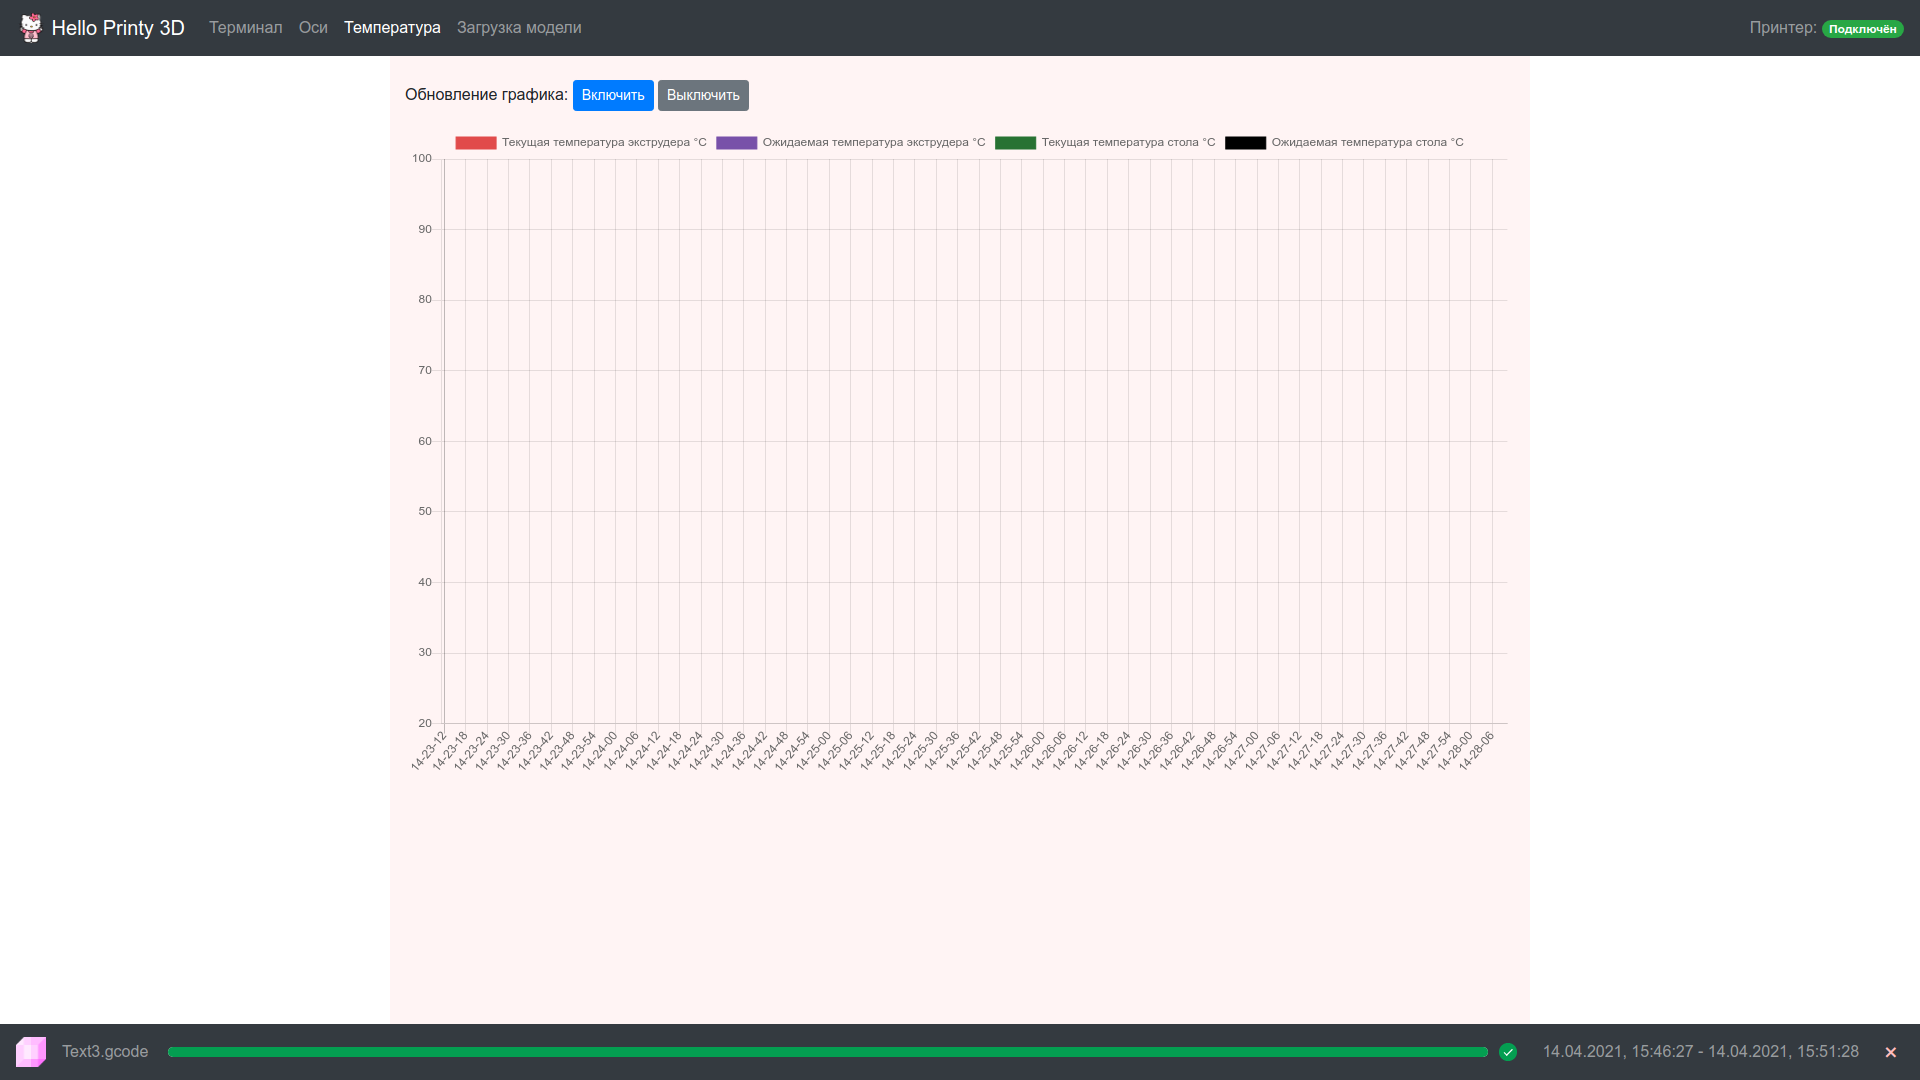 Hello Printy 3D Терминал Оси Температура Загрузка модели Принтер: Подключён
Обновление графика: Включить Выключить
Текущая температура экструдера °C Ожидаемая температура экструдера °C Текущая температура стола °C Ожидаемая температура стола °C
100
90
80
70
60
50
40
30
20
14-23-12 14-23-18 14-23-24 14-23-30 14-23-36 14-23-42 14-23-48 14-23-54 14-24-00 14-24-06 14-24-12 14-24-18 14-24-24 14-24-30 14-24-36 14-24-42 14-24-48 14-24-54 14-25-00 14-25-06 14-25-12 14-25-18 14-25-24 14-25-30 14-25-36 14-25-42 14-25-48 14-25-54 14-26-00 14-26-06 14-26-12 14-26-18 14-26-24 14-26-30 14-26-36 14-26-42 14-26-48 14-26-54 14-27-00 14-27-06 14-27-12 14-27-18 14-27-24 14-27-30 14-27-36 14-27-42 14-27-48 14-27-54 14-28-00 14-28-06
Text3.gcode 14.04.2021, 15:46:27 - 14.04.2021, 15:51:28